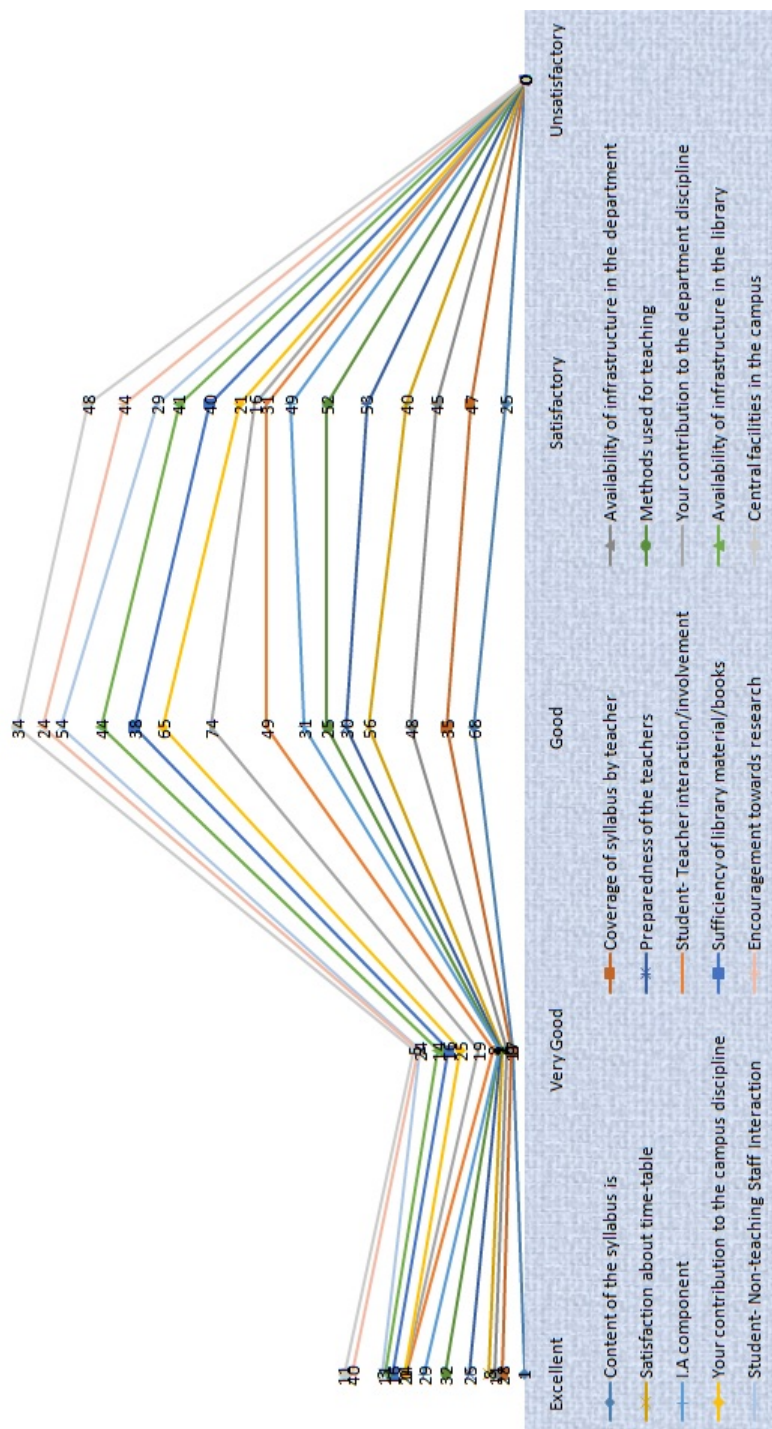 34
24
54
44
38
65
74
49
31
25
30
56
48
35
68
48
44
29
41
40
21
16
31
49
52
58
40
45
47
25
24
14
25
19
11
40
29
32
25
28
1
0
Excellent
Very Good
Good
Satisfactory
Unsatisfactory
Content of the syllabus is
Coverage of syllabus by teacher
Availability of infrastructure in the department
Satisfaction about time-table
Preparedness of the teachers
Methods used for teaching
I.A component
Student- Teacher interaction/involvement
Your contribution to the department discipline
Your contribution to the campus discipline
Sufficiency of library material/books
Availability of infrastructure in the library
Student- Non-teaching Staff Interaction
Encouragement towards research
Central facilities in the campus